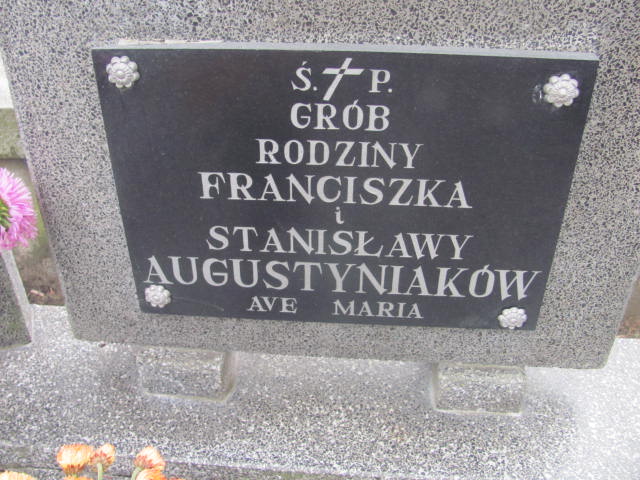 Ś. P.
GRÓB
RODZINY
FRANCISZKA
i
STANISŁAWY
AUGUSTYNIAKÓW
AVE MARIA